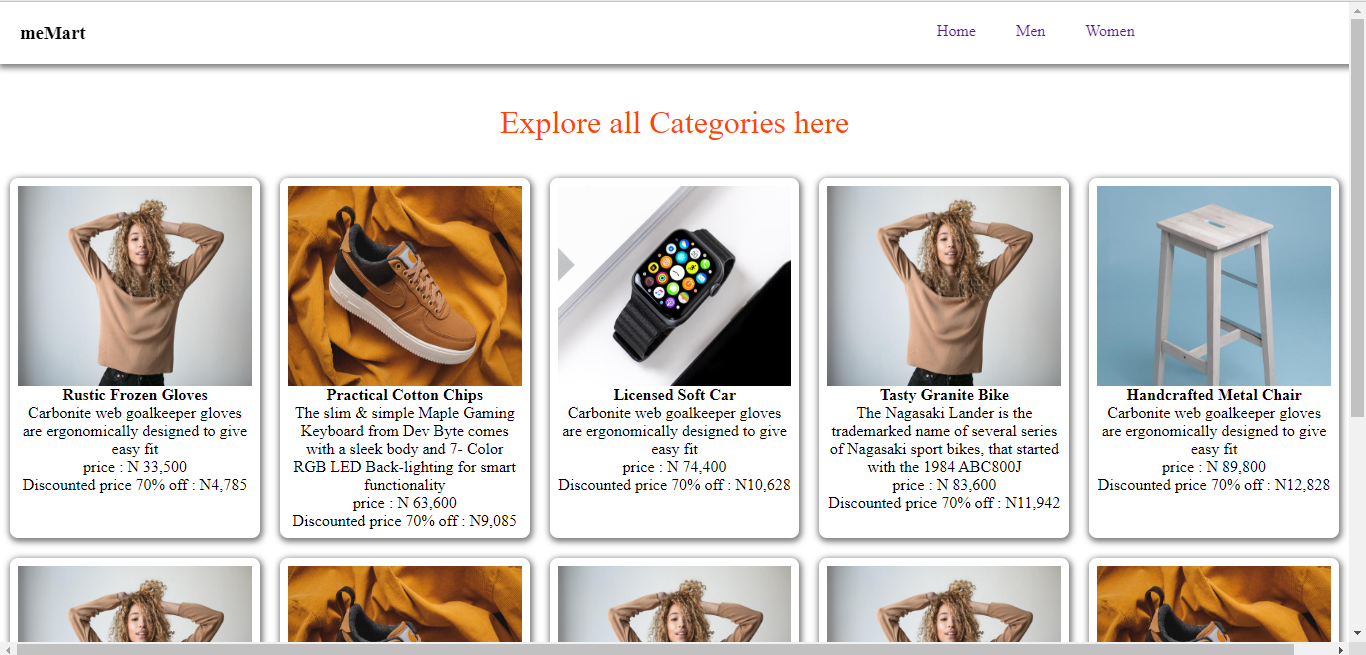 meMart
Home
Men
Women
Explore all Categories here
Rustic Frozen Gloves
Carbonite web goalkeeper gloves
are ergonomically designed to give
easy fit
price : N 33,500
Discounted price 70% off : N4,785
Practical Cotton Chips
The slim & simple Maple Gaming
Keyboard from Dev Byte comes
with a sleek body and 7- Color
RGB LED Back-lighting for smart
functionality
price : N 63,600
Discounted price 70% off : N9,085
Licensed Soft Car
Carbonite web goalkeeper gloves
are ergonomically designed to give
easy fit
price : N 74,400
Discounted price 70% off : N10,628
Tasty Granite Bike
The Nagasaki Lander is the
trademarked name of several series
of Nagasaki sport bikes, that started
with the 1984 ABC800J
price : N 83,600
Discounted price 70% off : N11,942
Handcrafted Metal Chair
Carbonite web goalkeeper gloves
are ergonomically designed to give
easy fit
price : N 89,800
Discounted price 70% off : N12,828